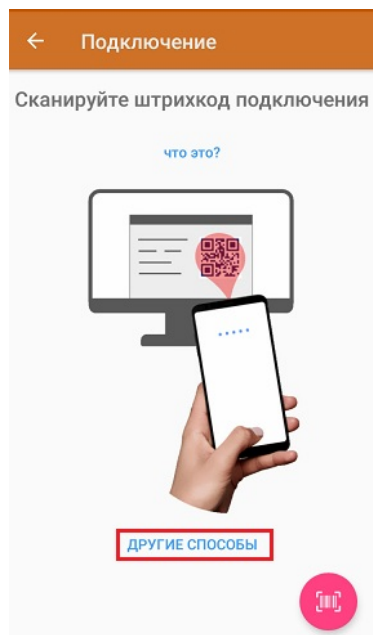 Подключение
Сканируйте штрихкод подключения
что это?
ДРУГИЕ СПОСОБЫ